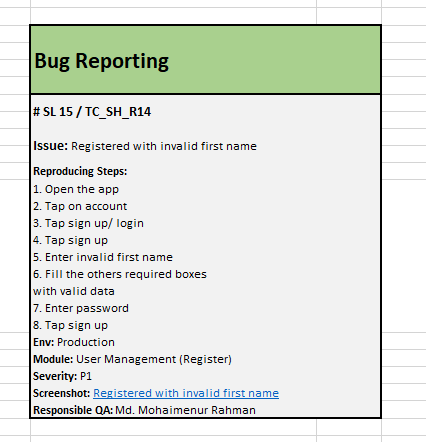 Bug Reporting
# SL 15 / TC_SH_R14
Issue: Registered with invalid first name
Reproducing Steps:
1. Open the app
2. Tap on account
3. Tap sign up/ login
4. Tap sign up
5. Enter invalid first name
6. Fill the others required boxes
with valid data
7. Enter password
8. Tap sign up
Env: Production
Module: User Management (Register)
Severity: P1
Screenshot: Registered with invalid first name
Responsible QA: Md. Mohaimenur Rahman